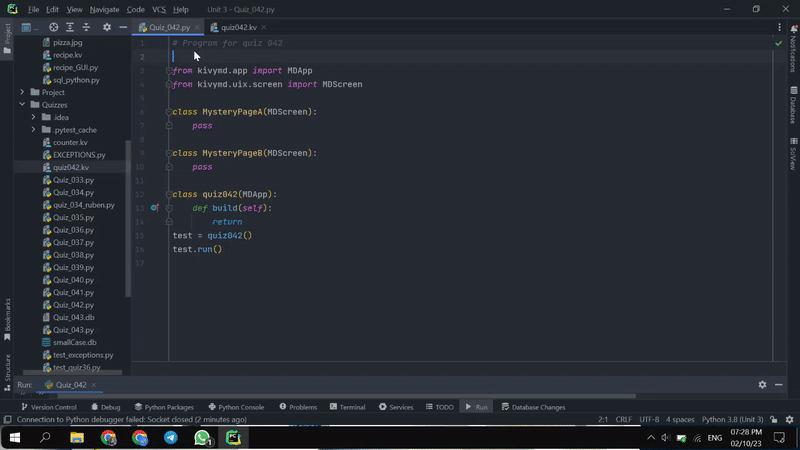 File Edit View Navigate Code VCS Help Unit 3 - Quiz_042.py
Quiz_042.py quiz042.kv
Project
pizza.jpg
recipe.kv
recipe_GUI.py
sql_python.py
Project
Quizzes
.idea
.pytest_cache
counter.kv
EXCEPTIONS.py
quiz042.kv
Quiz_033.py
Quiz_034.py
quiz_034_ruben.py
Quiz_035.py
Quiz_036.py
Quiz_037.py
Quiz_038.py
Quiz_039.py
Quiz_040.py
Quiz_041.py
Quiz_042.py
Quiz_043.db
Quiz_043.py
smallCase.db
test_exceptions.py
test_quiz36.py
1 # Program for quiz 042
2
3 from kivymd.app import MDApp
4 from kivymd.uix.screen import MDScreen
5
6 class MysteryPageA(MDScreen):
7 pass
8
9 class MysteryPageB(MDScreen):
10 pass
11
12 class quiz042(MDApp):
13 def build(self):
14 return
15 test = quiz042()
16 test.run()
17
Notifications
Database
SciView
Bookmarks
Structure
Run: Quiz_042
Version Control Debug Python Packages Python Console Problems Terminal Services TODO Run Database Changes
Connection to Python debugger failed: Socket closed (2 minutes ago) 2:1 CRLF UTF-8 4 spaces Python 3.8 (Unit 3)
ENG 07:28 PM
02/10/23